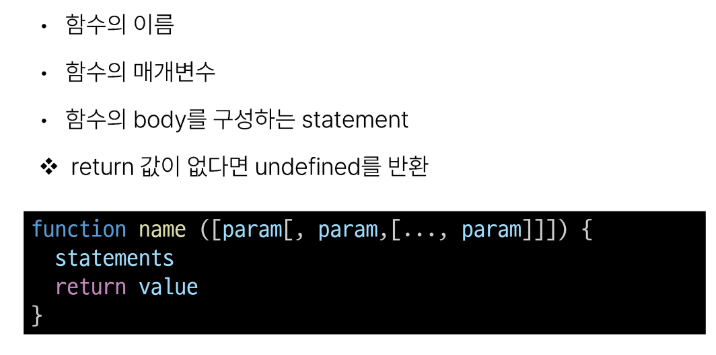 • 함수의 이름
• 함수의 매개변수
• 함수의 body를 구성하는 statement
❖ return 값이 없다면 undefined를 반환
function name ([param[, param,[..., param]]]) {
  statements
  return value
}